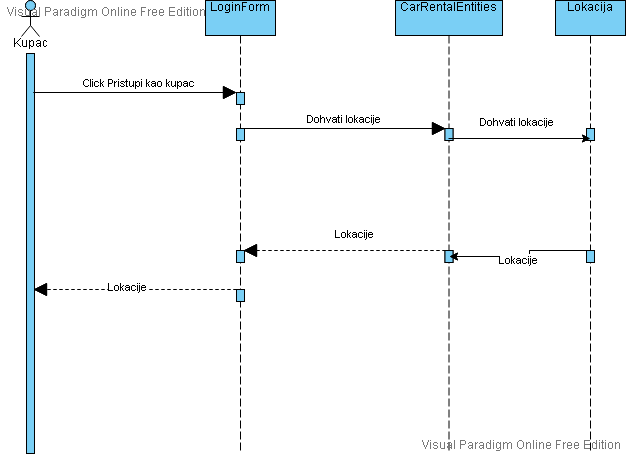 Visual Paradigm Online Free Edition
LoginForm
CarRentalEntities
Lokacija
Kupac
Click Pristupi kao kupac
Dohvati lokacije
Dohvati lokacije
Lokacije
Lokacije
Lokacije
Visual Paradigm Online Free Edition